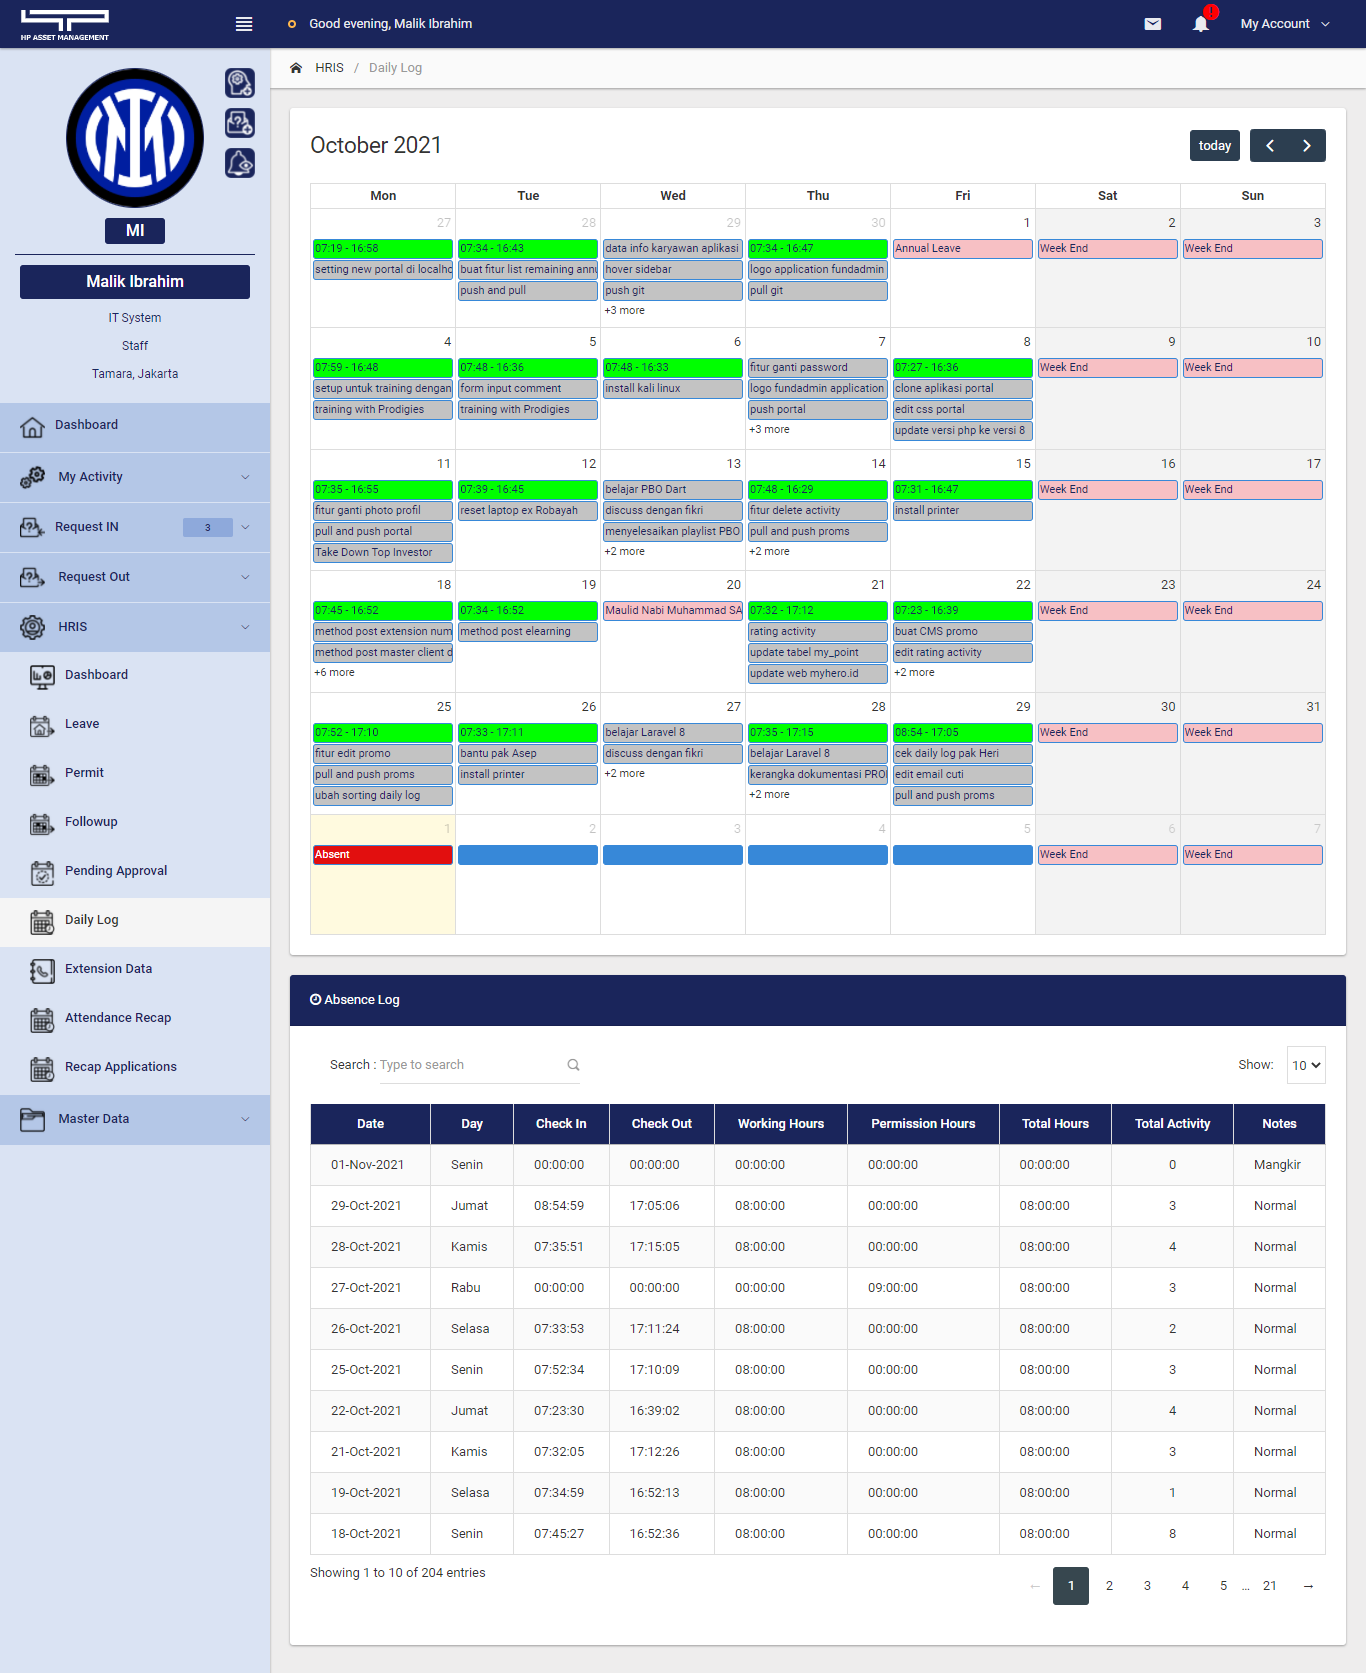 HP ASSET MANAGEMENT
Good evening, Malik Ibrahim
!
My Account
HRIS / Daily Log
MI
Malik Ibrahim
IT System
Staff
Tamara, Jakarta
Dashboard
My Activity
Request IN 3
Request Out
HRIS
Dashboard
Leave
Permit
Followup
Pending Approval
Daily Log
Extension Data
Attendance Recap
Recap Applications
Master Data
October 2021
today
Mon Tue Wed Thu Fri Sat Sun
27 28 29 30 1 2 3
07:19 - 16:58 07:34 - 16:43 data info karyawan aplikasi 07:34 - 16:47 Annual Leave Week End Week End
setting new portal di localho buat fitur list remaining annu hover sidebar logo application fundadmin
push and pull push git pull git
+3 more
4 5 6 7 8 9 10
07:59 - 16:48 07:48 - 16:36 07:48 - 16:33 fitur ganti password 07:27 - 16:36 Week End Week End
setup untuk training dengan form input comment install kali linux logo fundadmin application clone aplikasi portal
training with Prodigies training with Prodigies push portal edit css portal
+3 more update versi php ke versi 8
11 12 13 14 15 16 17
07:35 - 16:55 07:39 - 16:45 belajar PBO Dart 07:48 - 16:29 07:31 - 16:47 Week End Week End
fitur ganti photo profil reset laptop ex Robayah discuss dengan fikri fitur delete activity install printer
pull and push portal menyelesaikan playlist PBO pull and push proms
Take Down Top Investor +2 more +2 more
18 19 20 21 22 23 24
07:45 - 16:52 07:34 - 16:52 Maulid Nabi Muhammad SA 07:32 - 17:12 07:23 - 16:39 Week End Week End
method post extension num method post elearning rating activity buat CMS promo
method post master client d update tabel my_point edit rating activity
+6 more update web myhero.id +2 more
25 26 27 28 29 30 31
07:52 - 17:10 07:33 - 17:11 belajar Laravel 8 07:35 - 17:15 08:54 - 17:05 Week End Week End
fitur edit promo bantu pak Asep discuss dengan fikri belajar Laravel 8 cek daily log pak Heri
pull and push proms install printer +2 more kerangka dokumentasi PRO edit email cuti
ubah sorting daily log +2 more pull and push proms
1 2 3 4 5 6 7
Absent Week End Week End
Absence Log
Search : Type to search Show: 10
Date Day Check In Check Out Working Hours Permission Hours Total Hours Total Activity Notes
01-Nov-2021 Senin 00:00:00 00:00:00 00:00:00 00:00:00 00:00:00 0 Mangkir
29-Oct-2021 Jumat 08:54:59 17:05:06 08:00:00 00:00:00 08:00:00 3 Normal
28-Oct-2021 Kamis 07:35:51 17:15:05 08:00:00 00:00:00 08:00:00 4 Normal
27-Oct-2021 Rabu 00:00:00 00:00:00 00:00:00 09:00:00 08:00:00 3 Normal
26-Oct-2021 Selasa 07:33:53 17:11:24 08:00:00 00:00:00 08:00:00 2 Normal
25-Oct-2021 Senin 07:52:34 17:10:09 08:00:00 00:00:00 08:00:00 3 Normal
22-Oct-2021 Jumat 07:23:30 16:39:02 08:00:00 00:00:00 08:00:00 4 Normal
21-Oct-2021 Kamis 07:32:05 17:12:26 08:00:00 00:00:00 08:00:00 3 Normal
19-Oct-2021 Selasa 07:34:59 16:52:13 08:00:00 00:00:00 08:00:00 1 Normal
18-Oct-2021 Senin 07:45:27 16:52:36 08:00:00 00:00:00 08:00:00 8 Normal
Showing 1 to 10 of 204 entries
← 1 2 3 4 5 ... 21 →